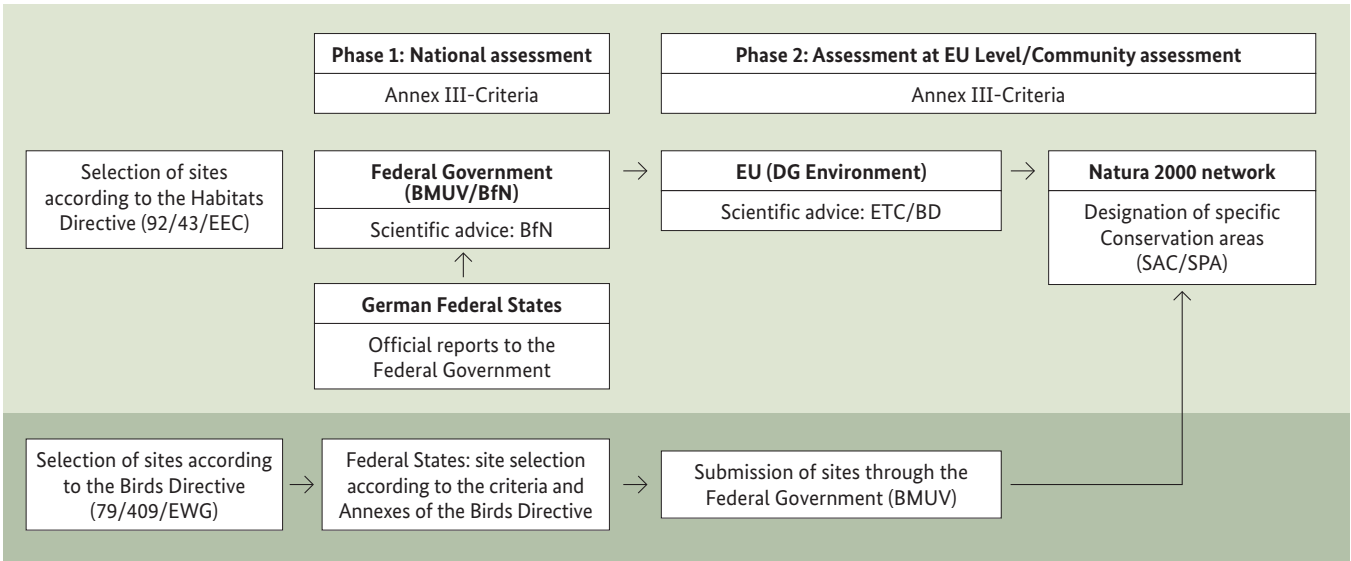 Phase 1: National assessment
Annex III-Criteria
Phase 2: Assessment at EU Level/Community assessment
Annex III-Criteria
Selection of sites
according to the Habitats
Directive (92/43/EEC)
Federal Government
(BMUV/BfN)
Scientific advice: BfN
EU (DG Environment)
Scientific advice: ETC/BD
Natura 2000 network
Designation of specific
Conservation areas
(SAC/SPA)
German Federal States
Official reports to the
Federal Government
Selection of sites according
to the Birds Directive
(79/409/EWG)
Federal States: site selection
according to the criteria and
Annexes of the Birds Directive
Submission of sites through the
Federal Government (BMUV)